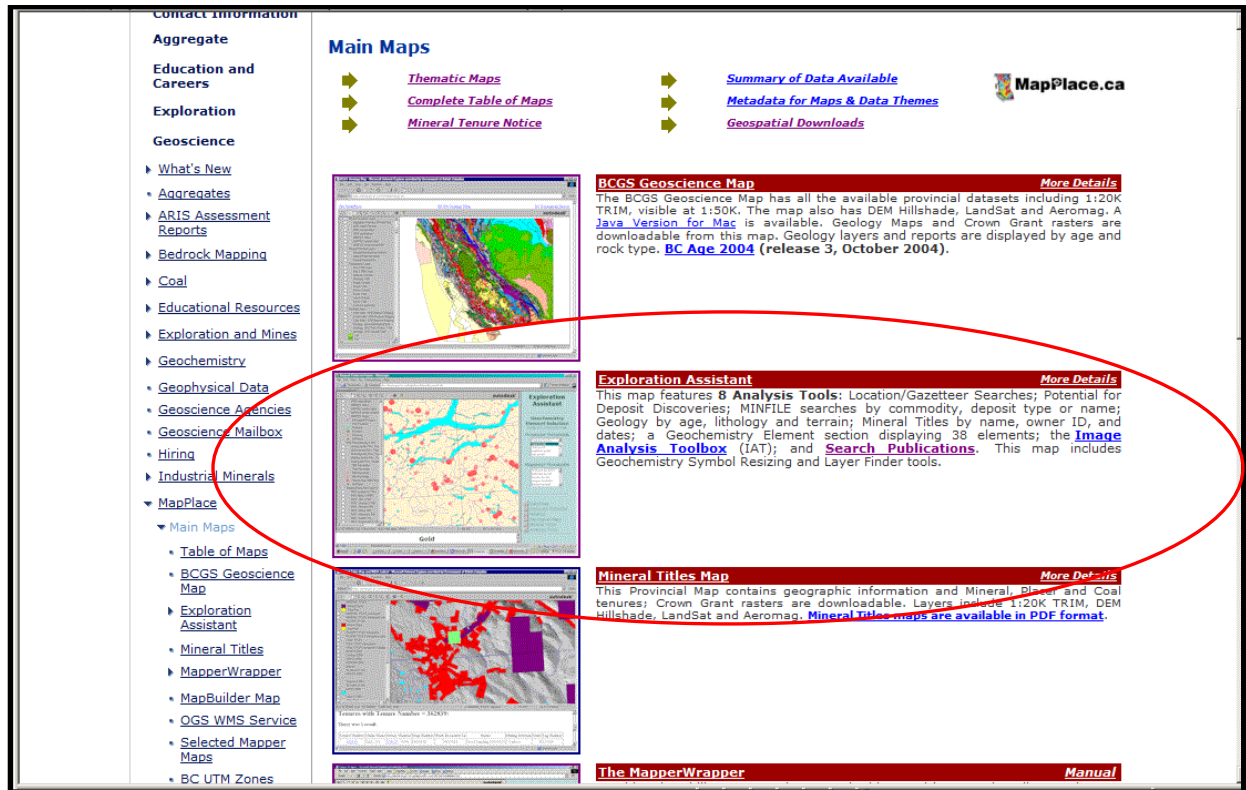 Contact Information
Aggregate
Education and
Careers
Exploration
Geoscience
What's New
Aggregates
ARIS Assessment
Reports
Bedrock Mapping
Coal
Educational Resources
Exploration and Mines
Geochemistry
Geophysical Data
Geoscience Agencies
Geoscience Mailbox
Hiring
Industrial Minerals
MapPlace
Main Maps
Table of Maps
BCGS Geoscience
Map
Exploration
Assistant
Mineral Titles
MapperWrapper
MapBuilder Map
OGS WMS Service
Selected Mapper
Maps
BC UTM Zones
Main Maps
Thematic Maps
Summary of Data Available
Complete Table of Maps
Metadata for Maps & Data Themes
Mineral Tenure Notice
Geospatial Downloads
MapPlace.ca
BCGS Geoscience Map More Details
The BCGS Geoscience Map has all the available provincial datasets including 1:20K
TRIM, visible at 1:50K. The map also has DEM Hillshade, LandSat and Aeromag. A
Java Version for Mac is available. Geology Maps and Crown Grant rasters are
downloadable from this map. Geology layers and reports are displayed by age and
rock type. BC Age 2004 (release 3, October 2004).
Exploration
Assistant
Gold
Exploration Assistant More Details
This map features 8 Analysis Tools: Location/Gazetteer Searches; Potential for
Deposit Discoveries; MINFILE searches by commodity, deposit type or name;
Geology by age, lithology and terrain; Mineral Titles by name, owner ID, and
dates; a Geochemistry Element section displaying 38 elements; the Image
Analysis Toolbox (IAT); and Search Publications. This map includes
Geochemistry Symbol Resizing and Layer Finder tools.
Mineral Titles Map More Details
This Provincial Map contains geographic information and Mineral, Placer and Coal
tenures; Crown Grant rasters are downloadable. Layers include 1:20K TRIM, DEM
Hillshade, LandSat and Aeromag. Mineral Titles maps are available in PDF format.
The MapperWrapper Manual